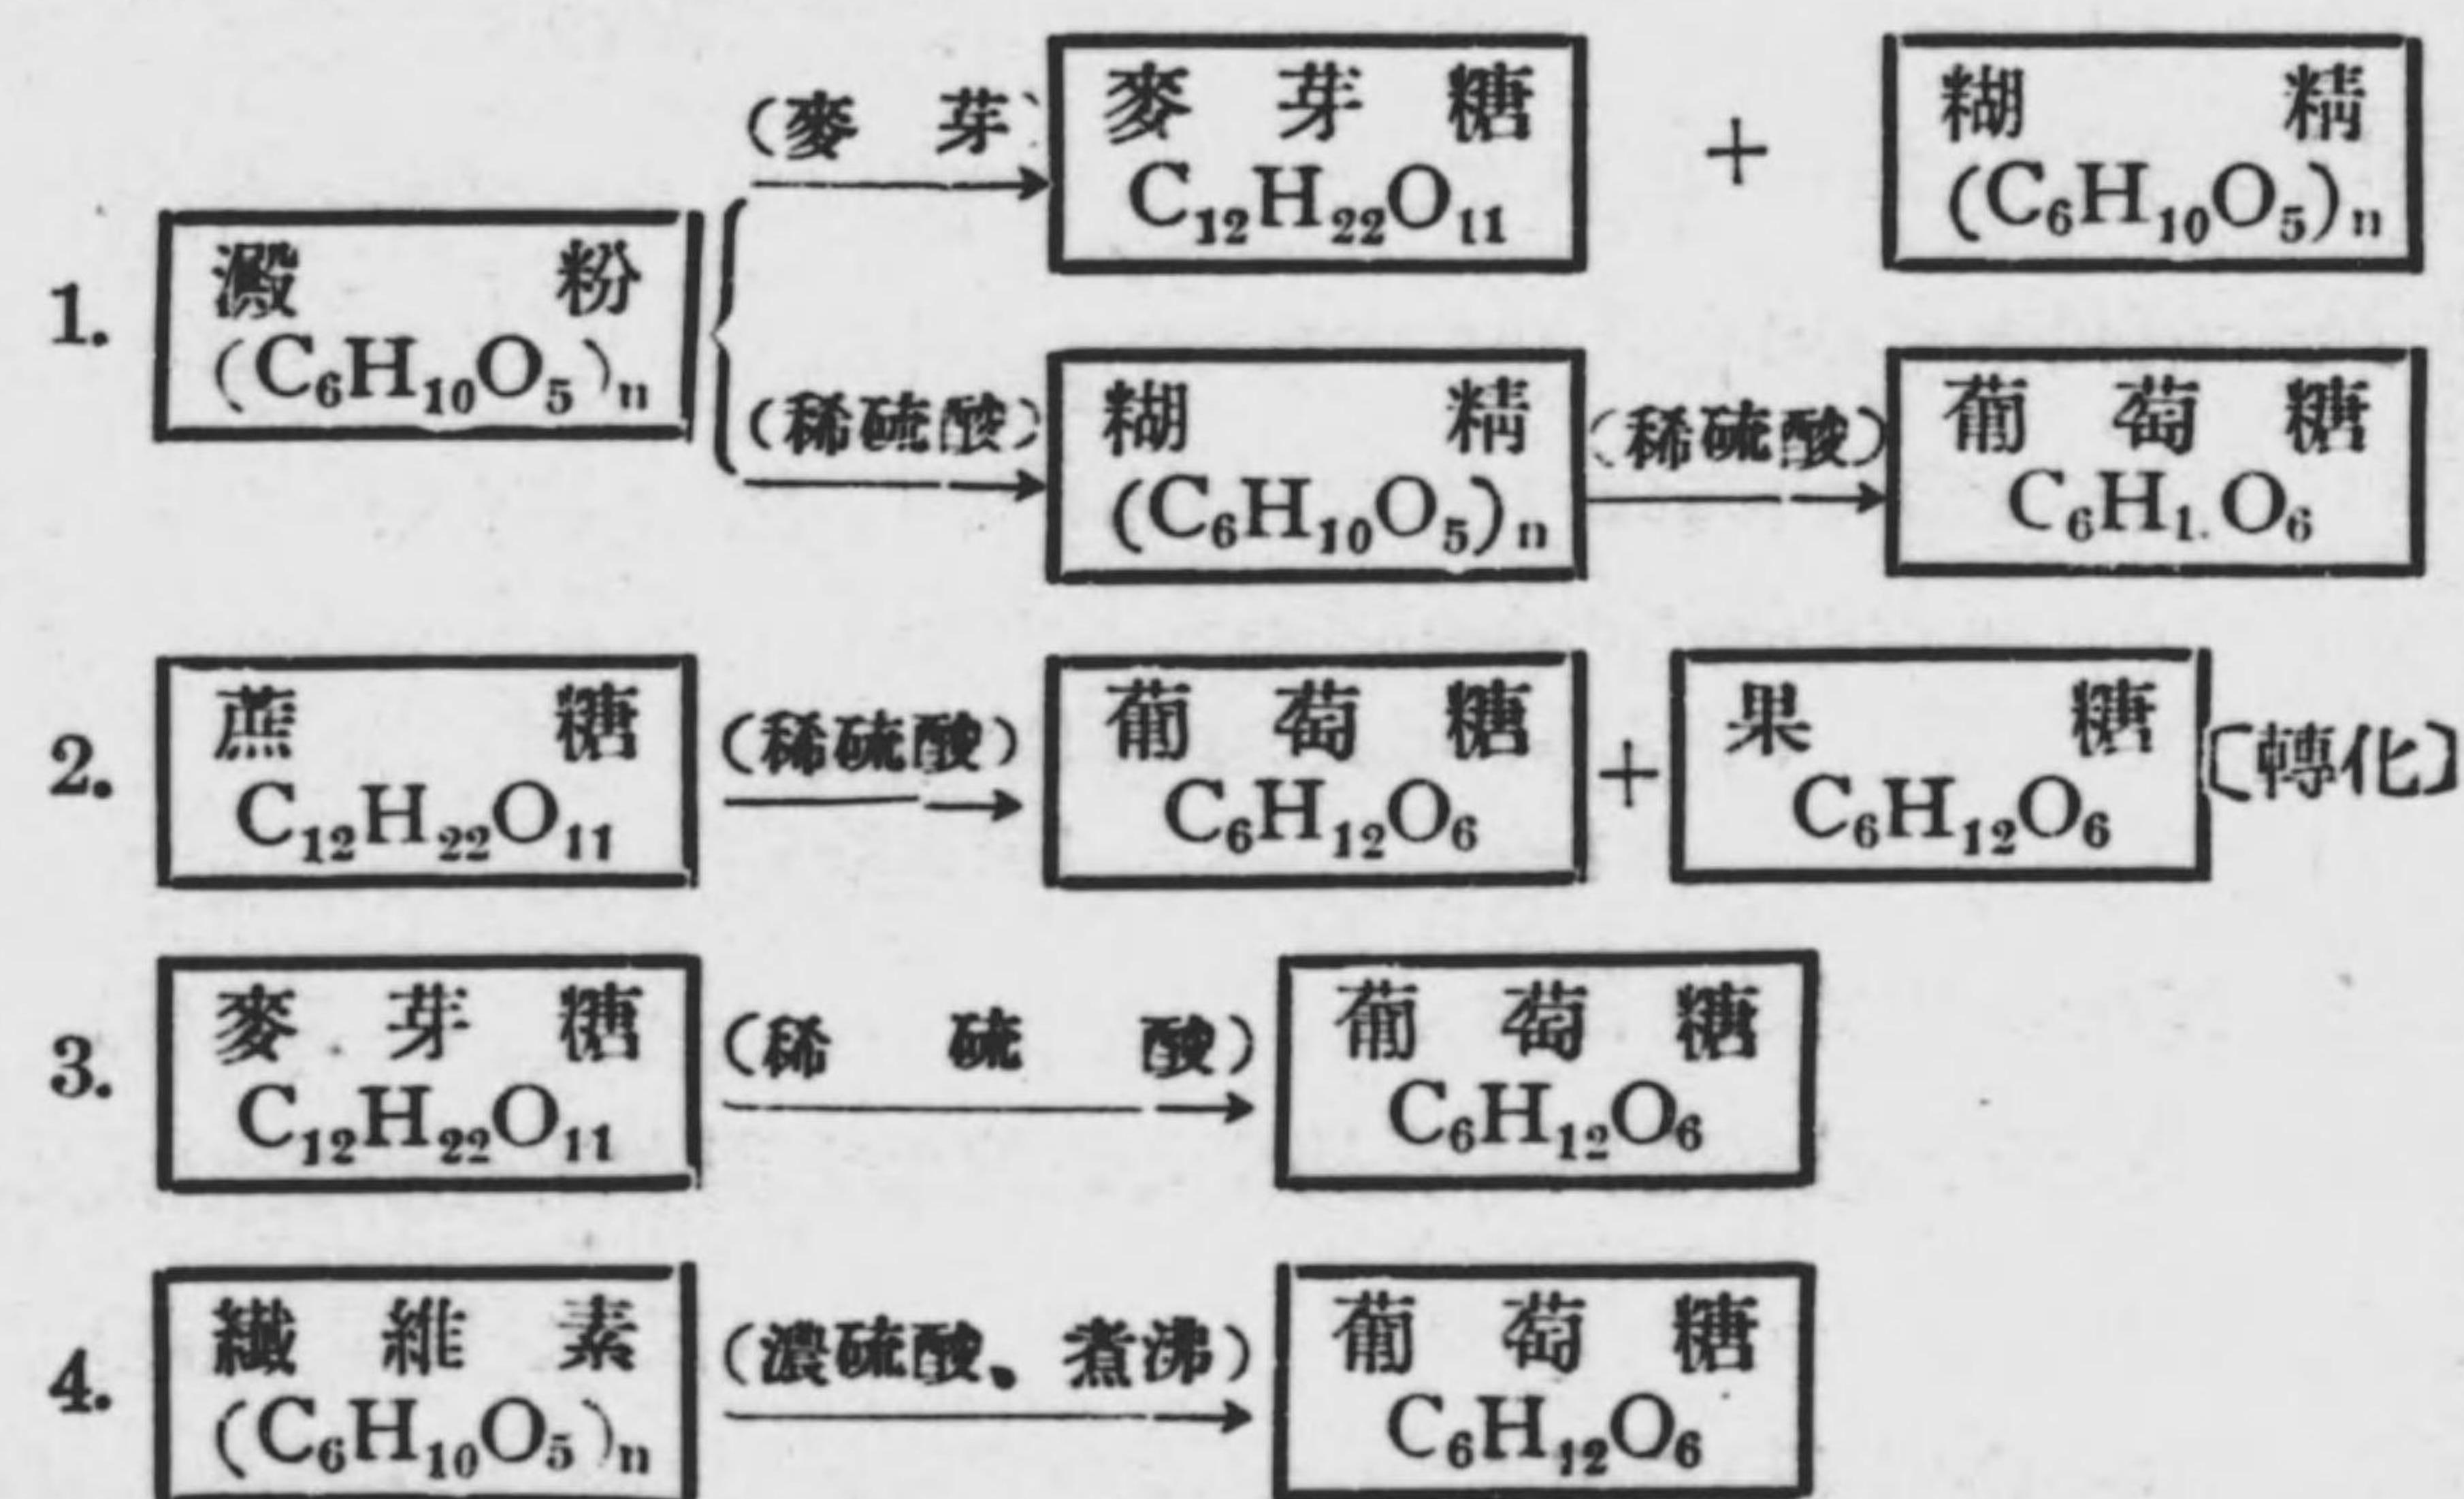 (麥芽)
麥芽糖
C₁₂H₂₂O₁₁
+
糊精
(C₆H₁₀O₅)ₙ
1.
澱粉
(C₆H₁₀O₅)ₙ
(稀硫酸)
糊精
(C₆H₁₀O₅)ₙ
(稀硫酸)
葡萄糖
C₆H₁.O₆
2.
蔗糖
C₁₂H₂₂O₁₁
(稀硫酸)
葡萄糖
C₆H₁₂O₆
+
果糖
C₆H₁₂O₆
〔轉化〕
3.
麥芽糖
C₁₂H₂₂O₁₁
(稀硫酸)
葡萄糖
C₆H₁₂O₆
4.
纖維素
(C₆H₁₀O₅)ₙ
(濃硫酸、煮沸)
葡萄糖
C₆H₁₂O₆